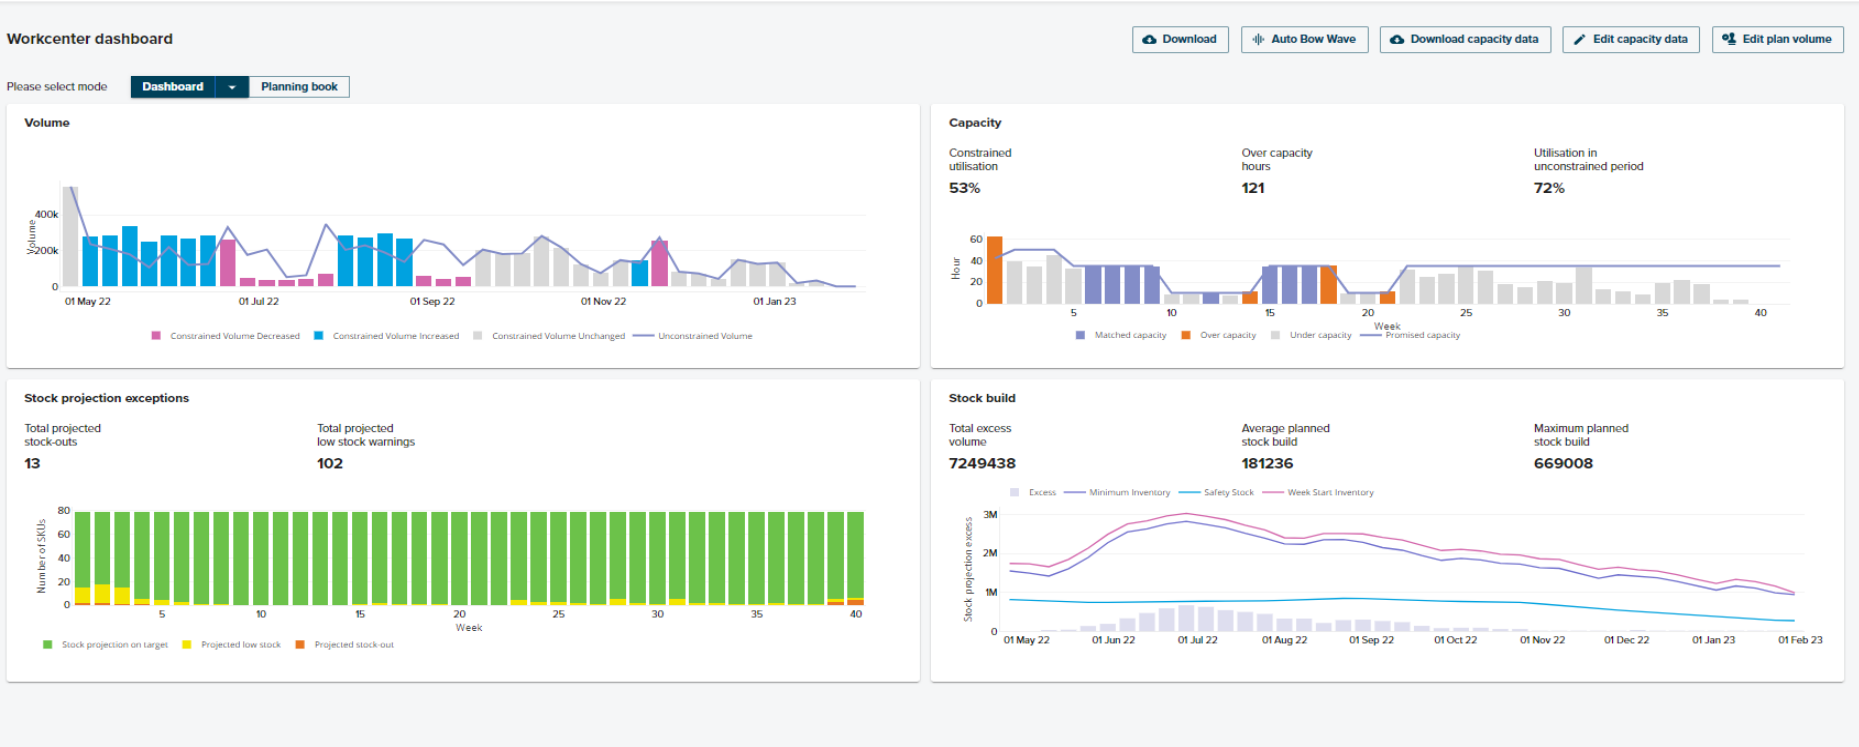 Workcenter dashboard
Download
Auto Bow Wave
Download capacity data
Edit capacity data
Edit plan volume
Please select mode
Dashboard
Planning book
Volume
Volume
400k
200k
0
01 May 22
01 Jul 22
01 Sep 22
01 Nov 22
01 Jan 23
Constrained Volume Decreased
Constrained Volume Increased
Constrained Volume Unchanged
Unconstrained Volume
Capacity
Constrained
utilisation
53%
Over capacity
hours
121
Utilisation in
unconstrained period
72%
Hour
60
40
20
0
5
10
15
20
25
30
35
40
Week
Matched capacity
Over capacity
Under capacity
Promised capacity
Stock projection exceptions
Total projected
stock-outs
13
Total projected
low stock warnings
102
Number of SKUs
80
60
40
20
0
5
10
15
20
25
30
35
40
Week
Stock projection on target
Projected low stock
Projected stock-out
Stock build
Total excess
volume
7249438
Average planned
stock build
181236
Maximum planned
stock build
669008
Excess
Minimum Inventory
Safety Stock
Week Start Inventory
Stock projection excess
3M
2M
1M
0
01 May 22
01 Jun 22
01 Jul 22
01 Aug 22
01 Sep 22
01 Oct 22
01 Nov 22
01 Dec 22
01 Jan 23
01 Feb 23